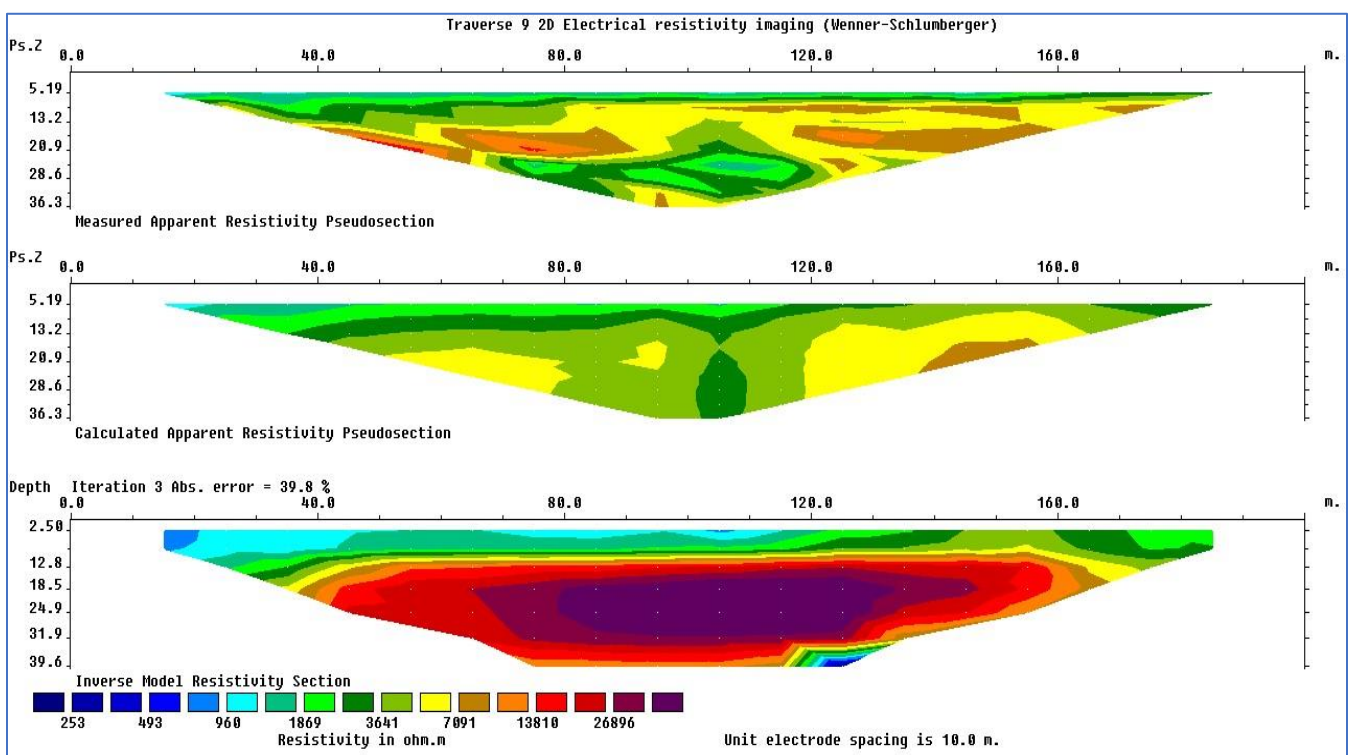 Traverse 9 2D Electrical resistivity imaging (Wenner-Schlumberger)
Ps.Z 0.0 40.0 80.0 120.0 160.0 m.
5.19
13.2
20.9
28.6
36.3
Measured Apparent Resistivity Pseudosection
Ps.Z 0.0 40.0 80.0 120.0 160.0 m.
5.19
13.2
20.9
28.6
36.3
Calculated Apparent Resistivity Pseudosection
Depth Iteration 3 Abs. error = 39.8 %
0.0 40.0 80.0 120.0 160.0 m.
2.50
12.8
18.5
24.9
31.9
39.6
Inverse Model Resistivity Section
253 493 960 1869 3641 7091 13810 26896
Resistivity in ohm.m Unit electrode spacing is 10.0 m.